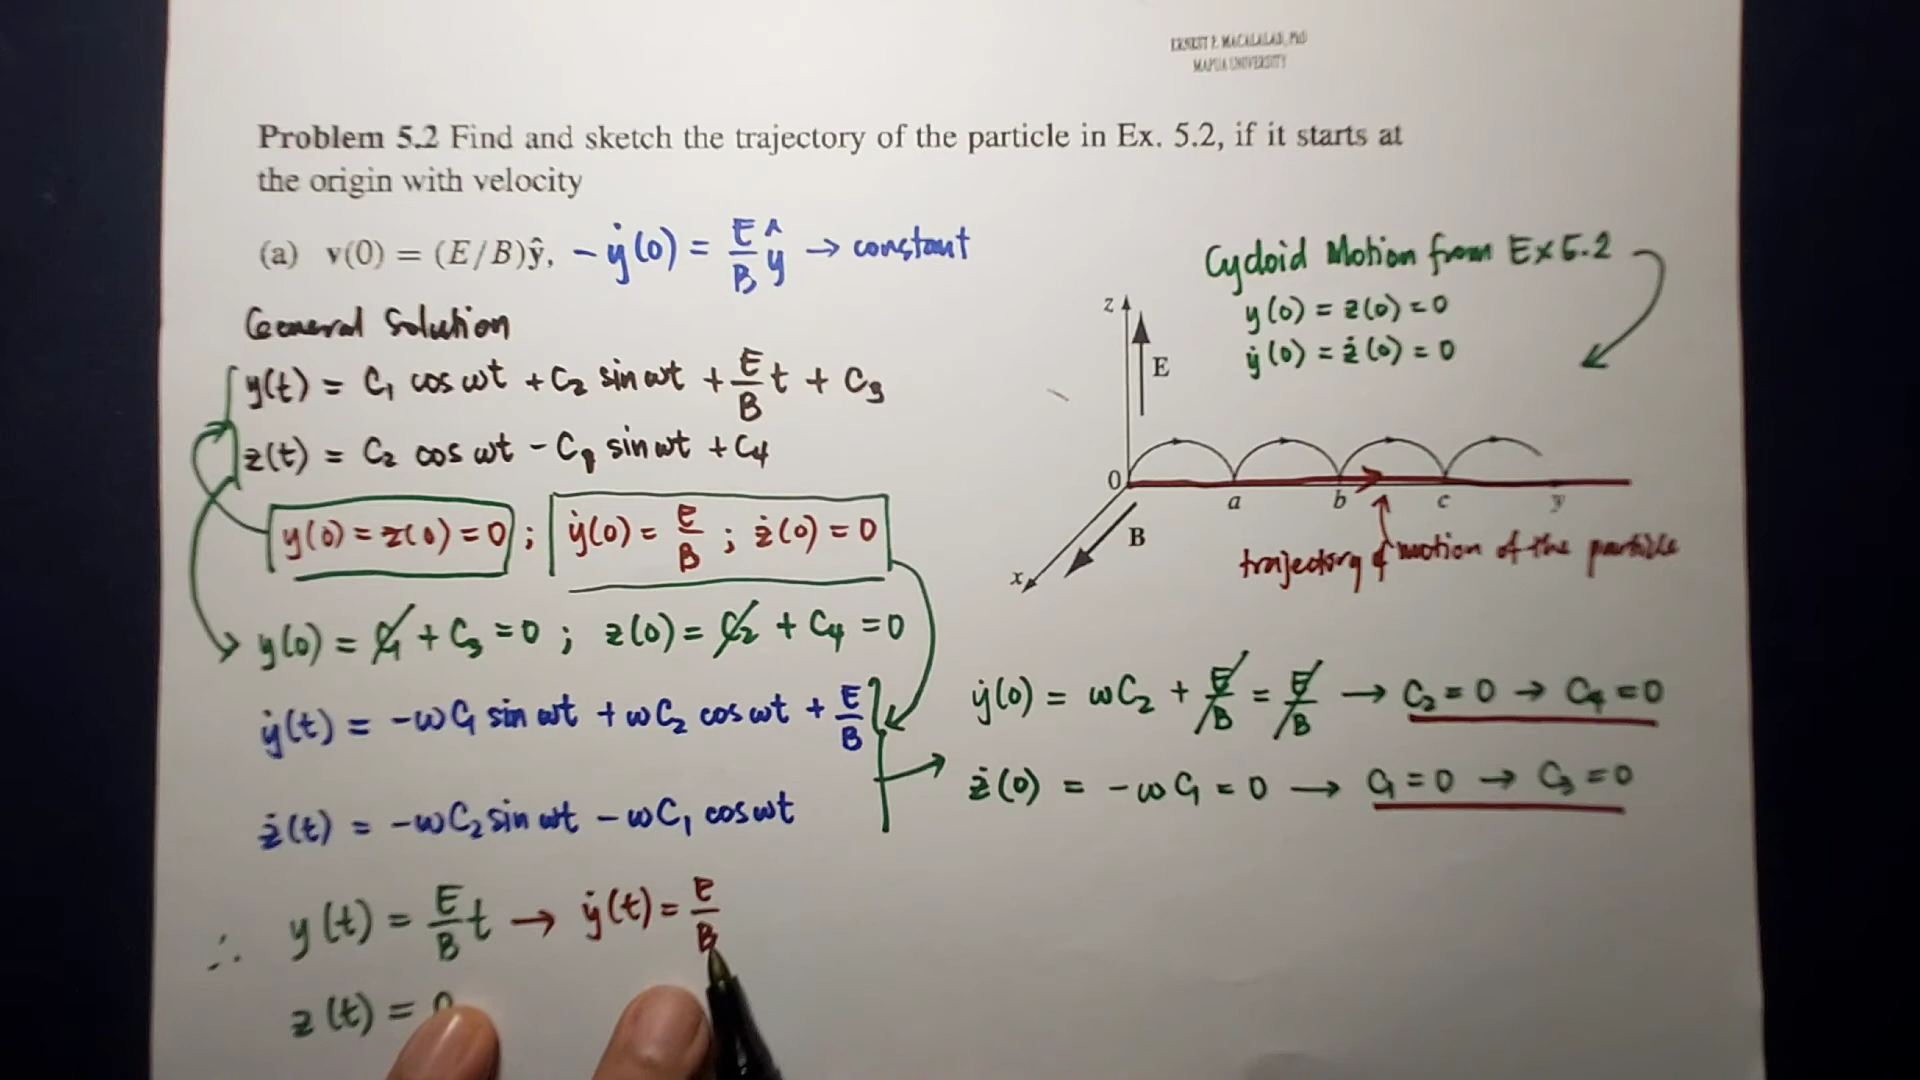 ERNEST P. MACALALAD, PhD
MAPUA UNIVERSITY
Problem 5.2 Find and sketch the trajectory of the particle in Ex. 5.2, if it starts at
the origin with velocity
(a) v(0) = (E/B)ŷ, - ẏ(0) = E/B ŷ → constant
Cycloid Motion from Ex 5.2
y(0) = z(0) = 0
ẏ(0) = ż(0) = 0
General Solution
y(t) = C₁ cos ωt + C₂ sin ωt + E/B t + C₃
z(t) = C₂ cos ωt - C₁ sin ωt + C₄
y(0) = z(0) = 0 ; ẏ(0) = E/B ; ż(0) = 0
z
E
0
a b c y
B
x
trajectory of motion of the particle
y(0) = C₁ + C₃ = 0 ; z(0) = C₂ + C₄ = 0
ẏ(t) = -ωC₁ sin ωt + ωC₂ cos ωt + E/B
ż(t) = -ωC₂ sin ωt - ωC₁ cos ωt
ẏ(0) = ωC₂ + E/B = E/B → C₂ = 0 → C₄ = 0
ż(0) = -ωC₁ = 0 → C₁ = 0 → C₃ = 0
∴ y(t) = E/B t → ẏ(t) = E/B
z(t) = 0